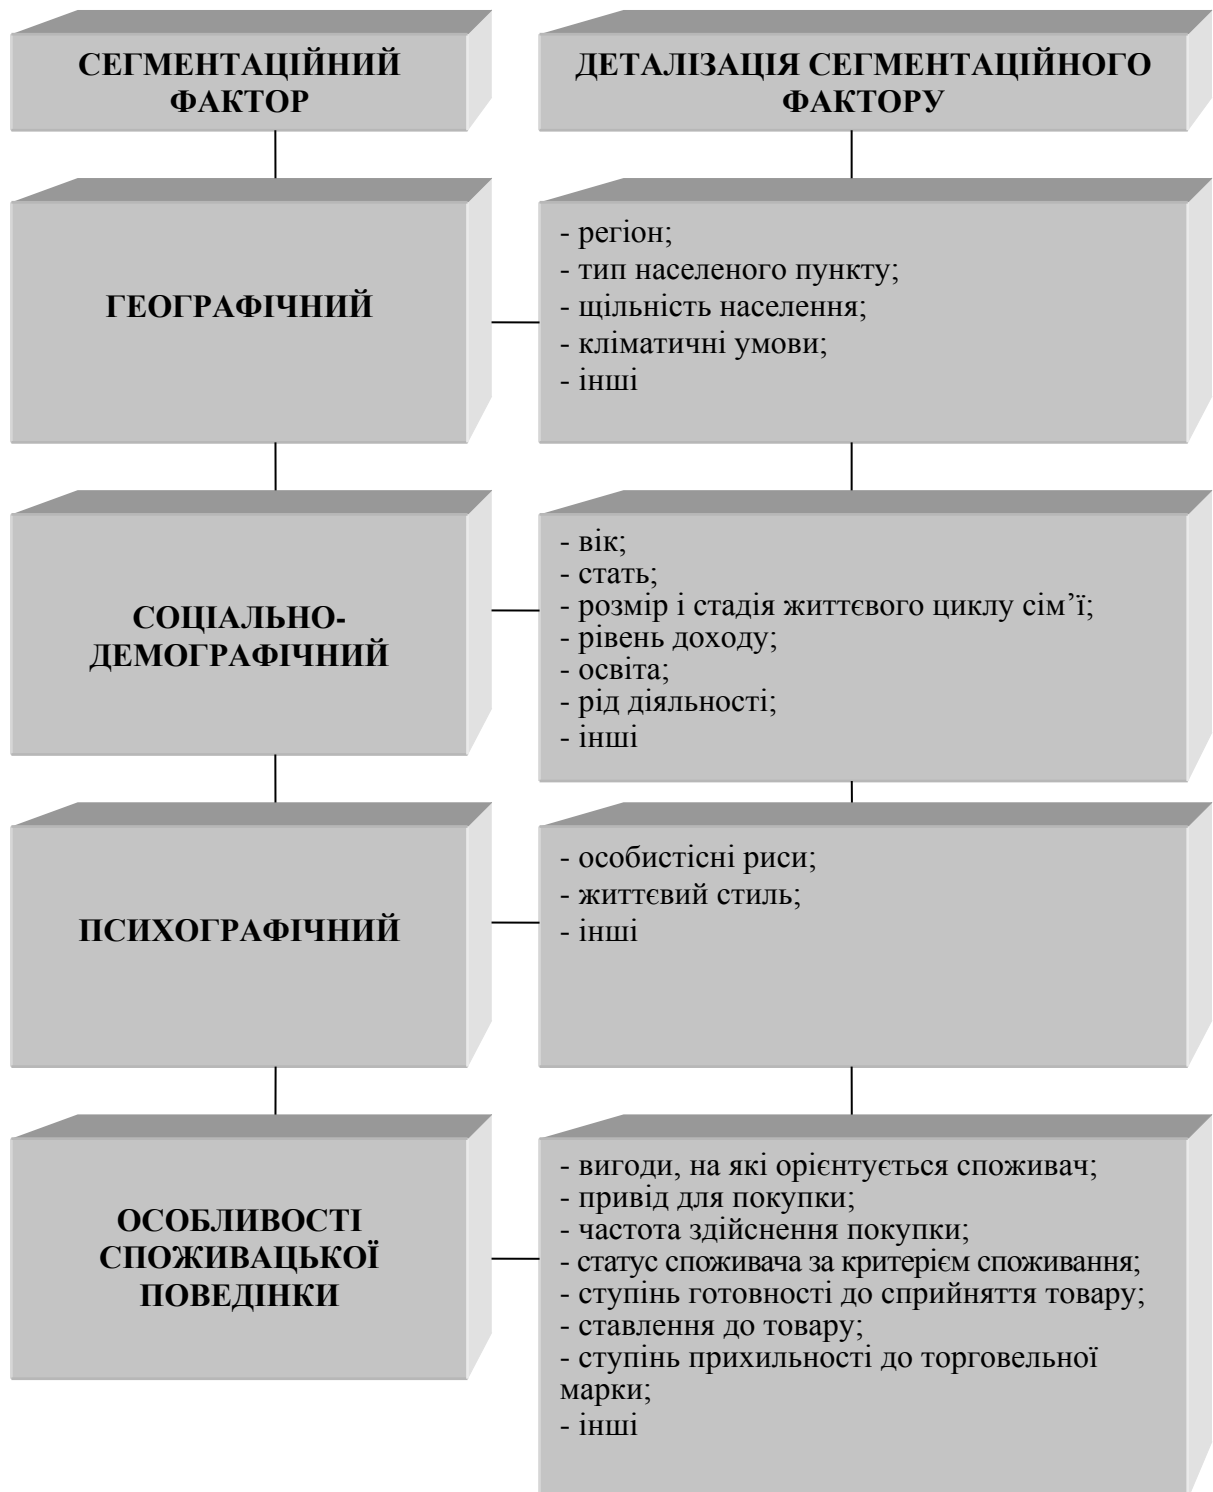 СЕГМЕНТАЦІЙНИЙ
ФАКТОР
ДЕТАЛІЗАЦІЯ СЕГМЕНТАЦІЙНОГО
ФАКТОРУ
ГЕОГРАФІЧНИЙ
- регіон;
- тип населеного пункту;
- щільність населення;
- кліматичні умови;
- інші
СОЦІАЛЬНО-
ДЕМОГРАФІЧНИЙ
- вік;
- стать;
- розмір і стадія життєвого циклу сім’ї;
- рівень доходу;
- освіта;
- рід діяльності;
- інші
ПСИХОГРАФІЧНИЙ
- особистісні риси;
- життєвий стиль;
- інші
ОСОБЛИВОСТІ
СПОЖИВАЦЬКОЇ
ПОВЕДІНКИ
- вигоди, на які орієнтується споживач;
- привід для покупки;
- частота здійснення покупки;
- статус споживача за критерієм споживання;
- ступінь готовності до сприйняття товару;
- ставлення до товару;
- ступінь прихильності до торговельної
марки;
- інші